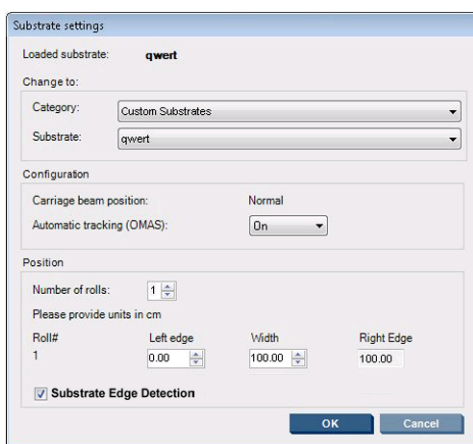 Substrate settings
Loaded substrate: qwert
Change to:
Category: Custom Substrates
Substrate: qwert
Configuration
Carriage beam position: Normal
Automatic tracking (OMAS): On
Position
Number of rolls: 1
Please provide units in cm
Roll# Left edge Width Right Edge
1 0.00 100.00 100.00
Substrate Edge Detection
OK Cancel